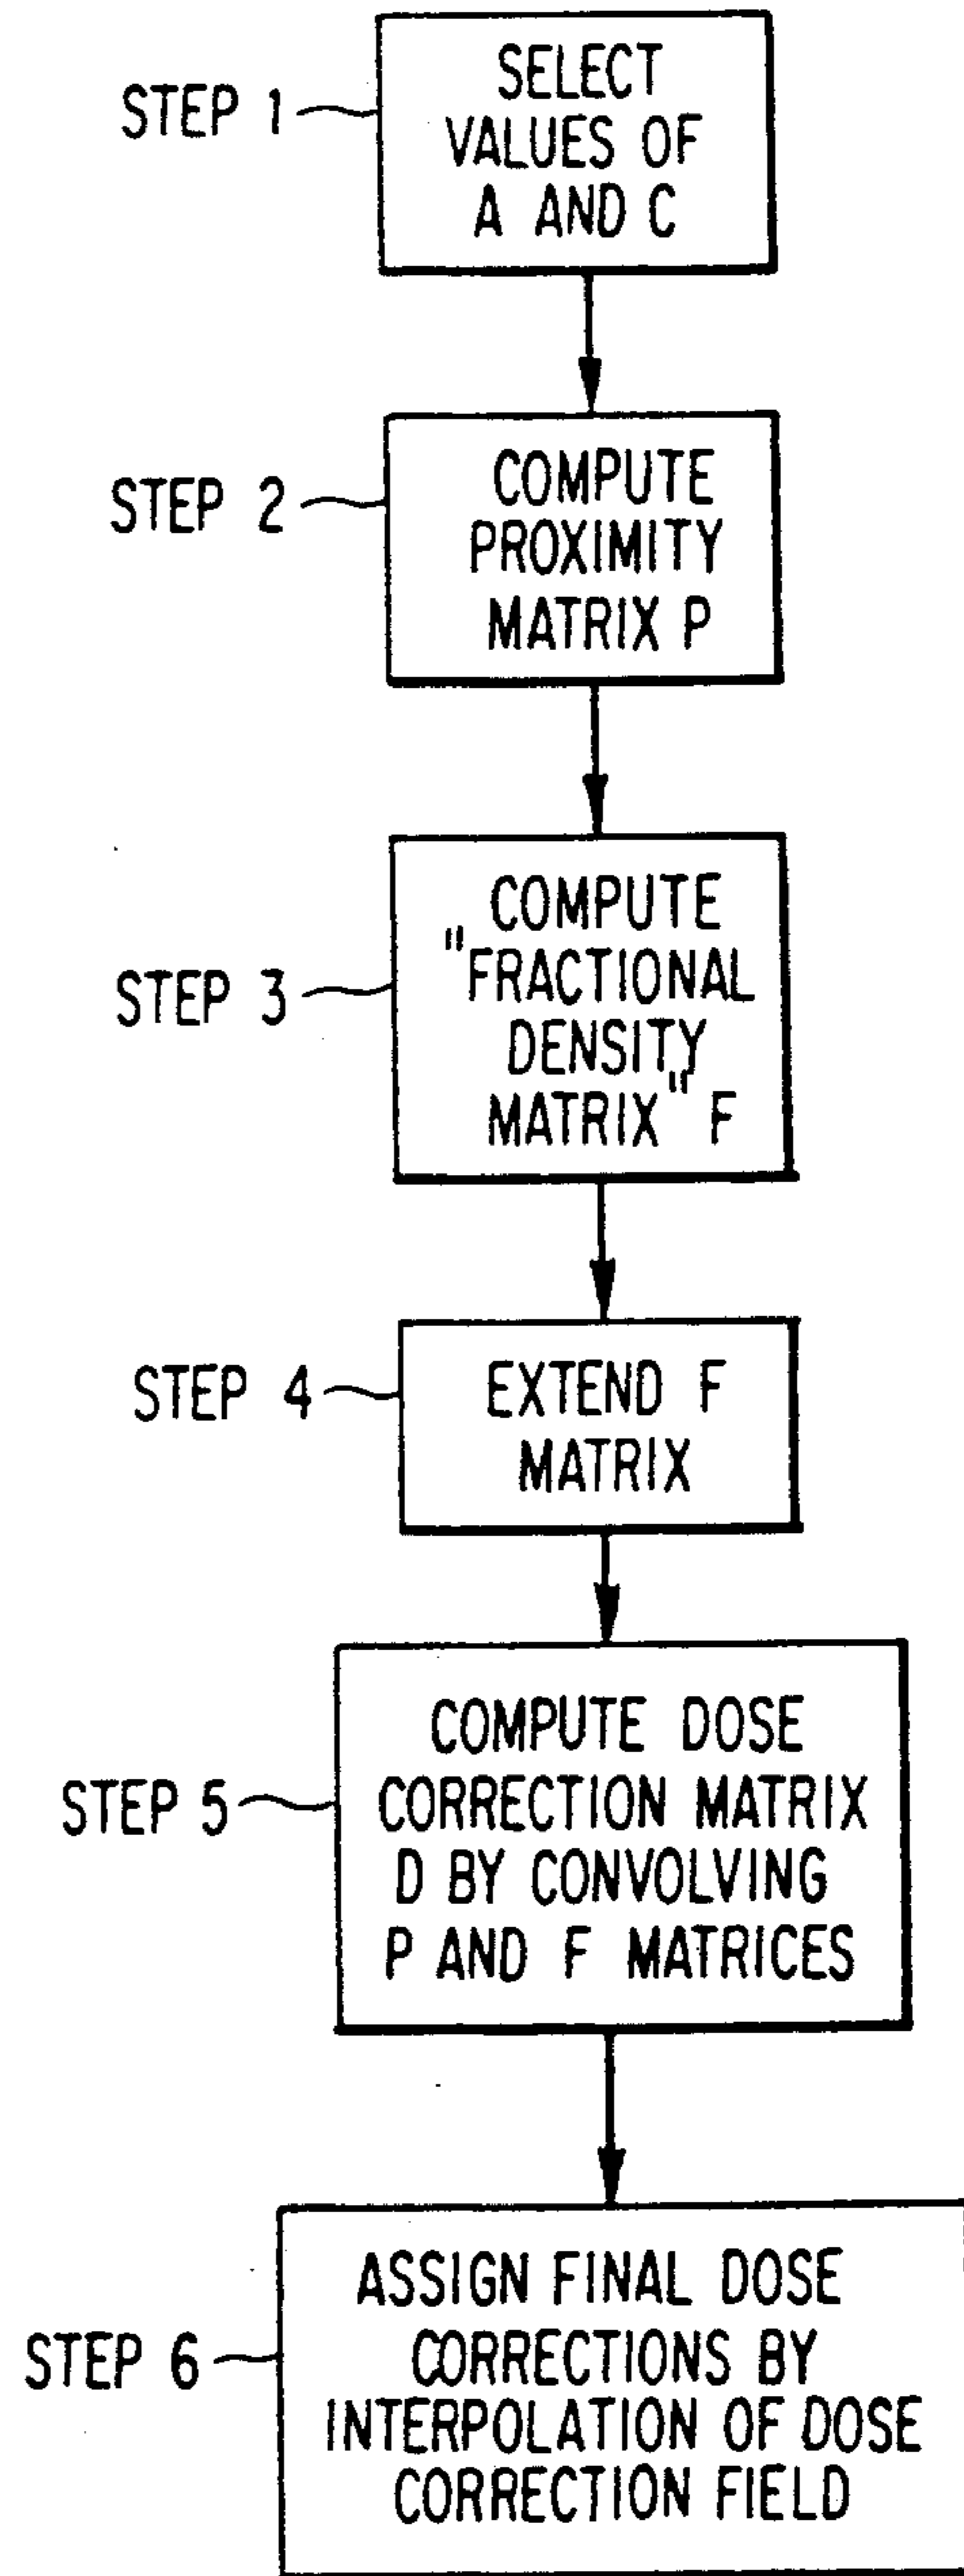 STEP 1
SELECT
VALUES OF
A AND C
STEP 2
COMPUTE
PROXIMITY
MATRIX P
STEP 3
COMPUTE
"FRACTIONAL
DENSITY
MATRIX" F
STEP 4
EXTEND F
MATRIX
STEP 5
COMPUTE DOSE
CORRECTION MATRIX
D BY CONVOLVING
P AND F MATRICES
STEP 6
ASSIGN FINAL DOSE
CORRECTIONS BY
INTERPOLATION OF DOSE
CORRECTION FIELD